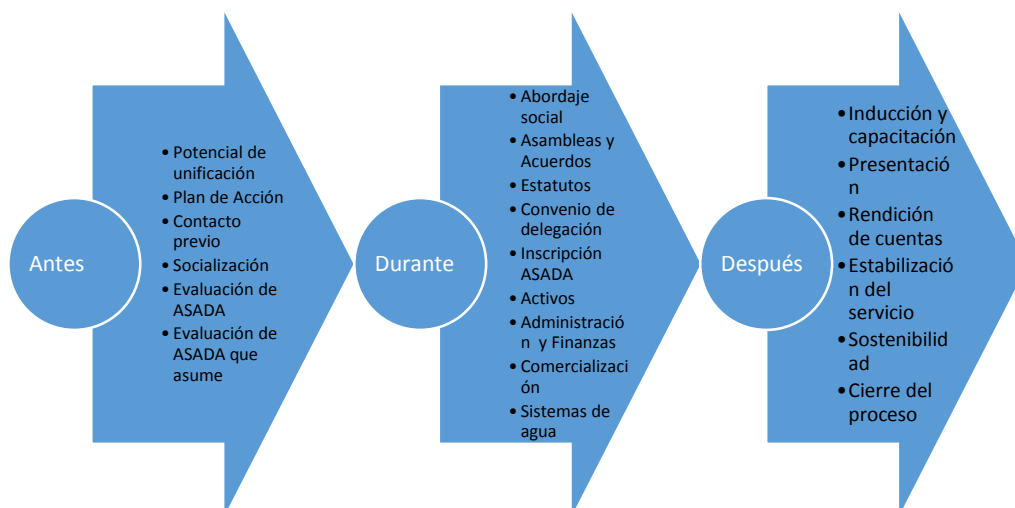 Antes
• Potencial de
unificación
• Plan de Acción
• Contacto
previo
• Socialización
• Evaluación de
ASADA
• Evaluación de
ASADA que
asume
Durante
• Abordaje
social
• Asambleas y
Acuerdos
• Estatutos
• Convenio de
delegación
• Inscripción
ASADA
• Activos
• Administració
n y Finanzas
• Comercializaci
ón
• Sistemas de
agua
Después
• Inducción y
capacitación
• Presentació
n
• Rendición
de cuentas
• Estabilizació
n del
servicio
• Sostenibilid
ad
• Cierre del
proceso